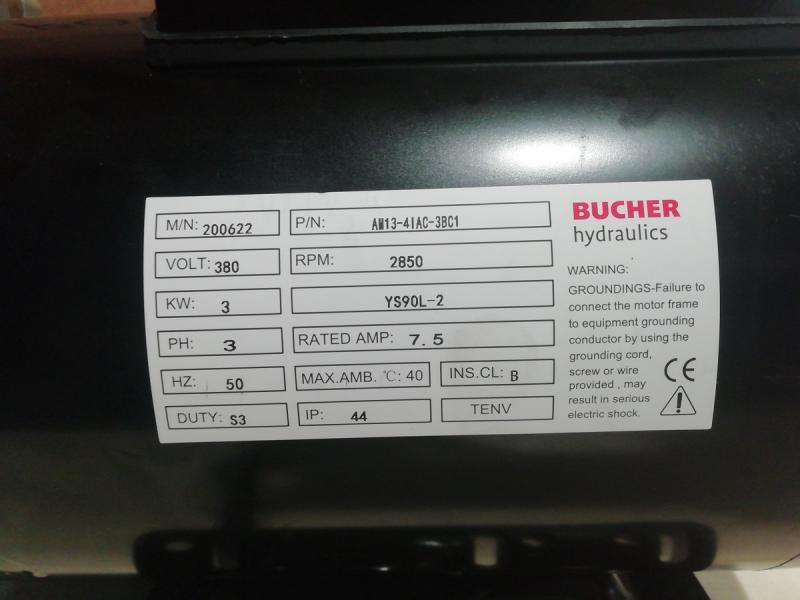 M/N: 200622
P/N: AM13-4IAC-3BC1
VOLT: 380
RPM: 2850
KW: 3
YS90L-2
PH: 3
RATED AMP: 7.5
HZ: 50
MAX.AMB. ℃: 40
INS.CL: B
DUTY: S3
IP: 44
TENV
BUCHER
hydraulics
WARNING:
GROUNDINGS-Failure to
connect the motor frame
to equipment grounding
conductor by using the
grounding cord,
screw or wire
provided , may
result in serious
electric shock.
CE